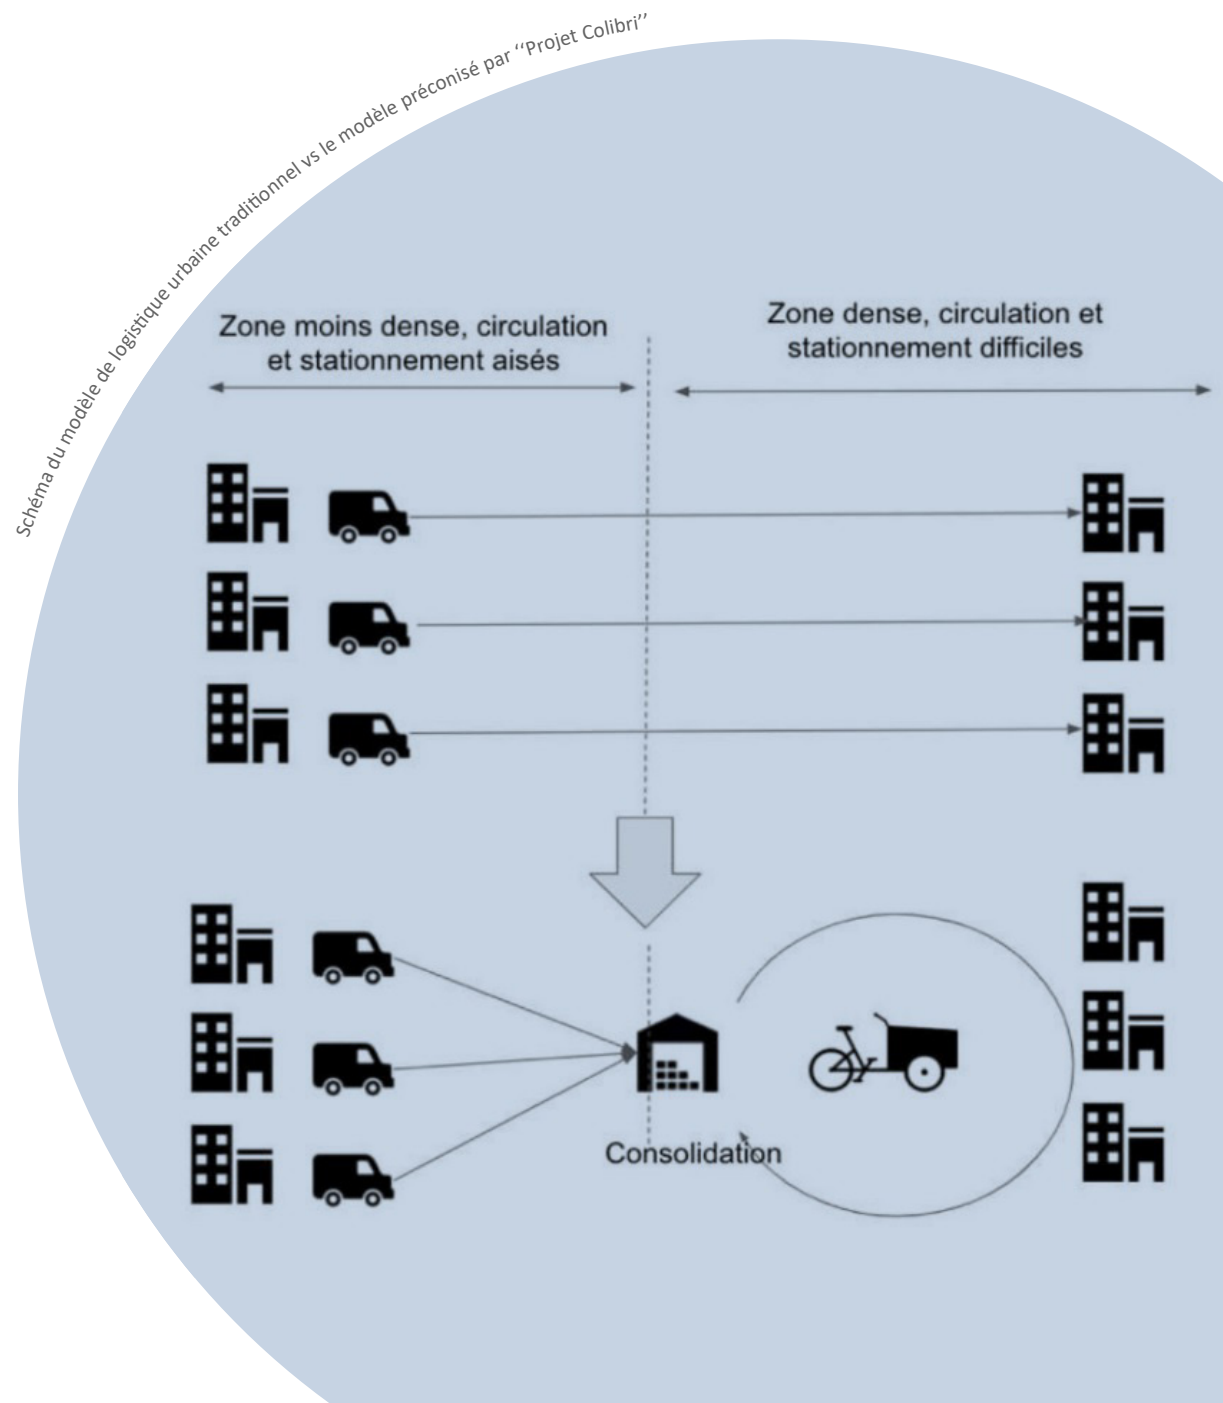 Schéma du modèle de logistique urbaine traditionnel vs le modèle préconisé par ‘‘Projet Colibri’’
Zone moins dense, circulation
et stationnement aisés
Zone dense, circulation et
stationnement difficiles
Consolidation